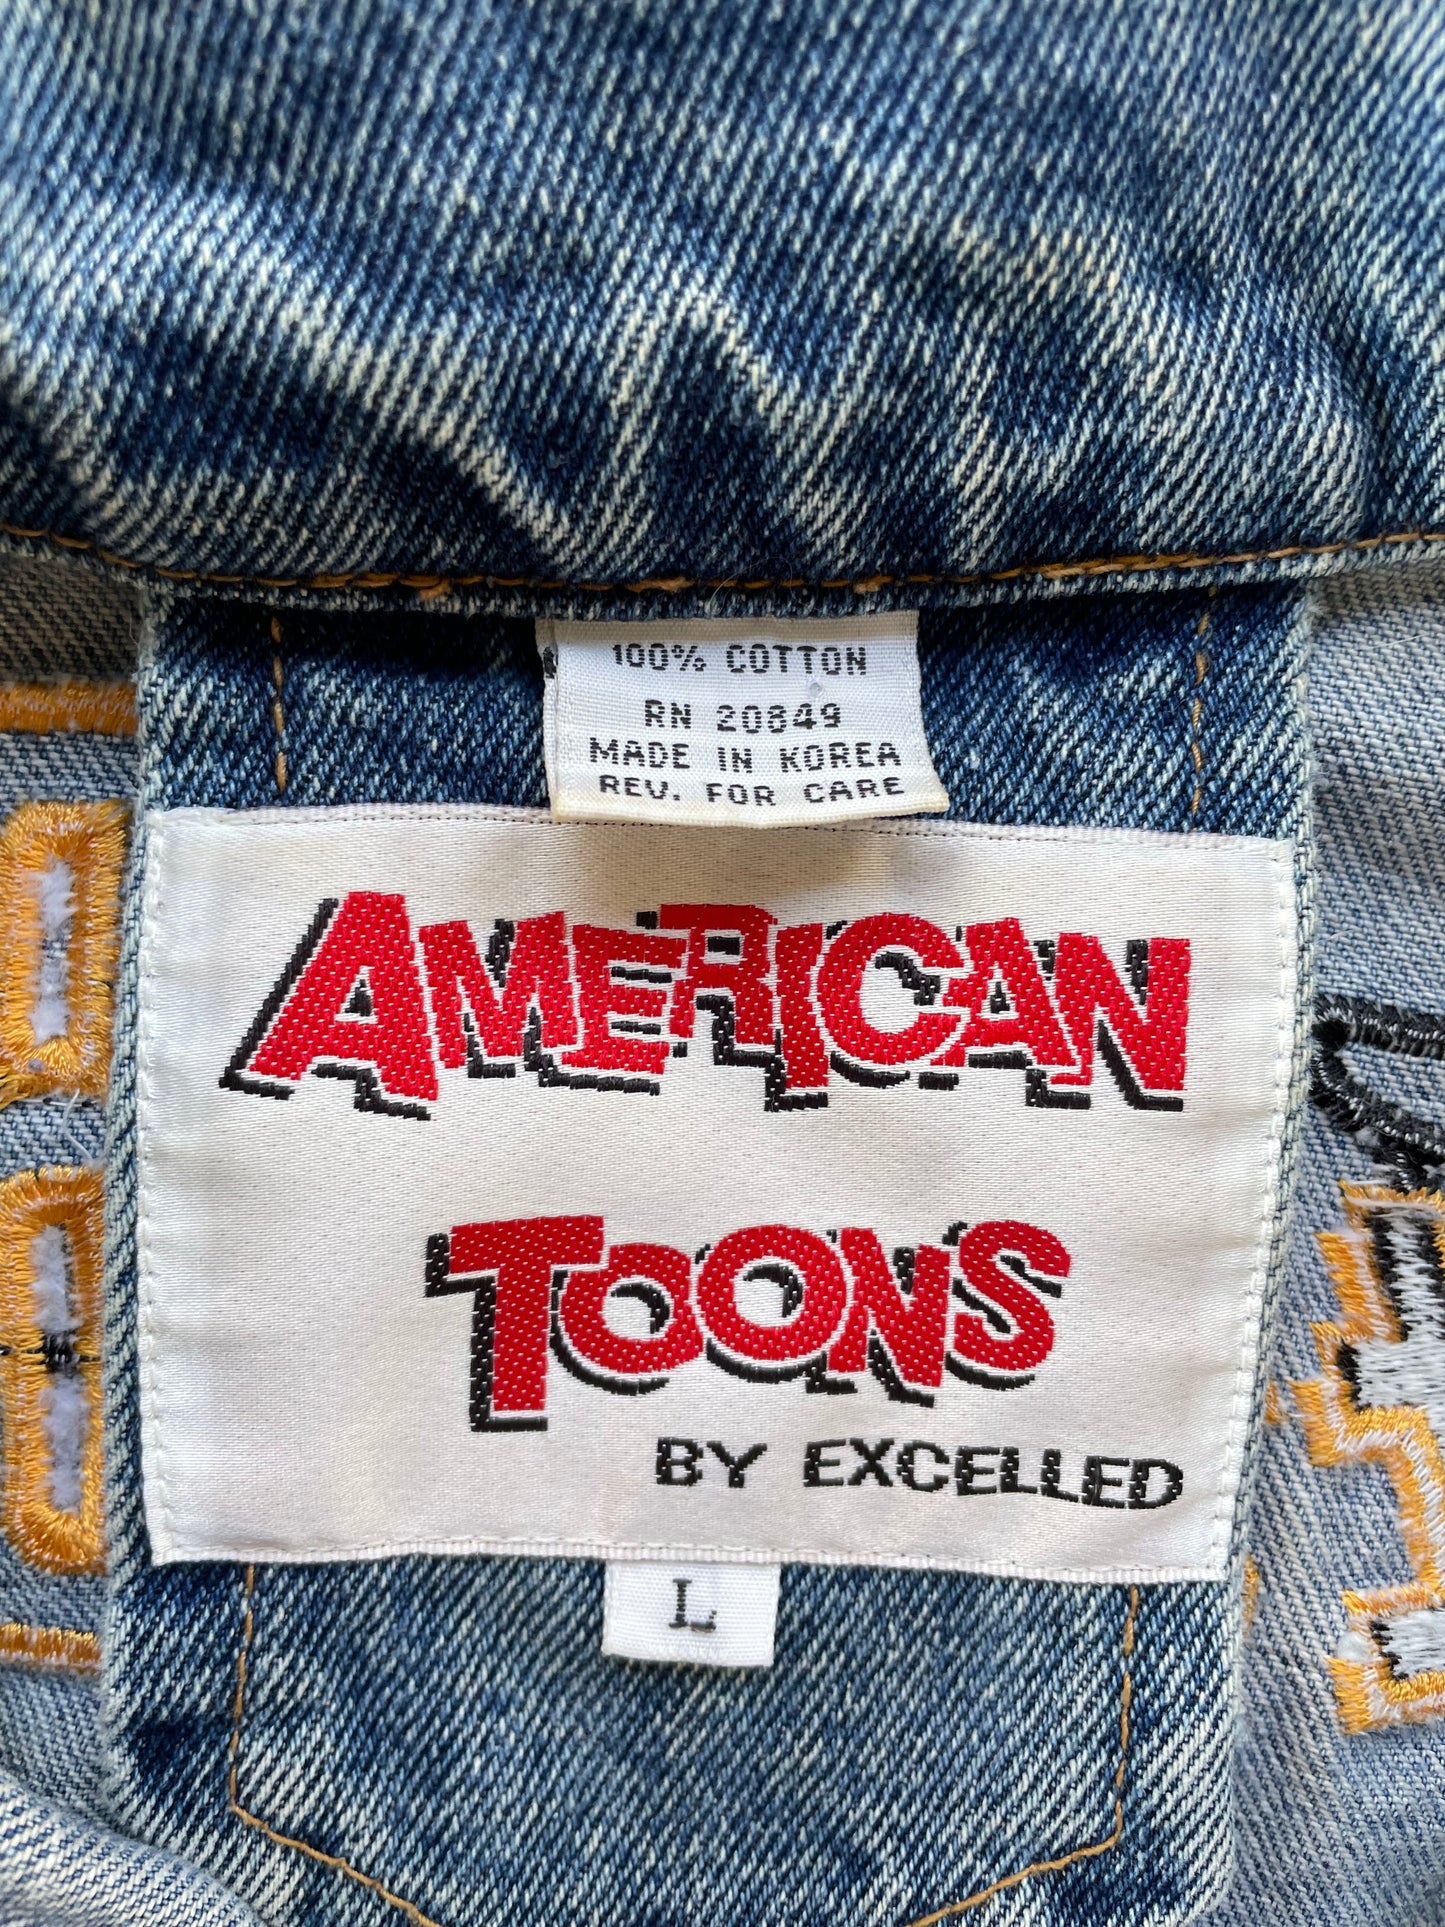 100% COTTON
RN 20849
MADE IN KOREA
REV. FOR CARE
AMERICAN
TOONS
BY EXCELLED
L